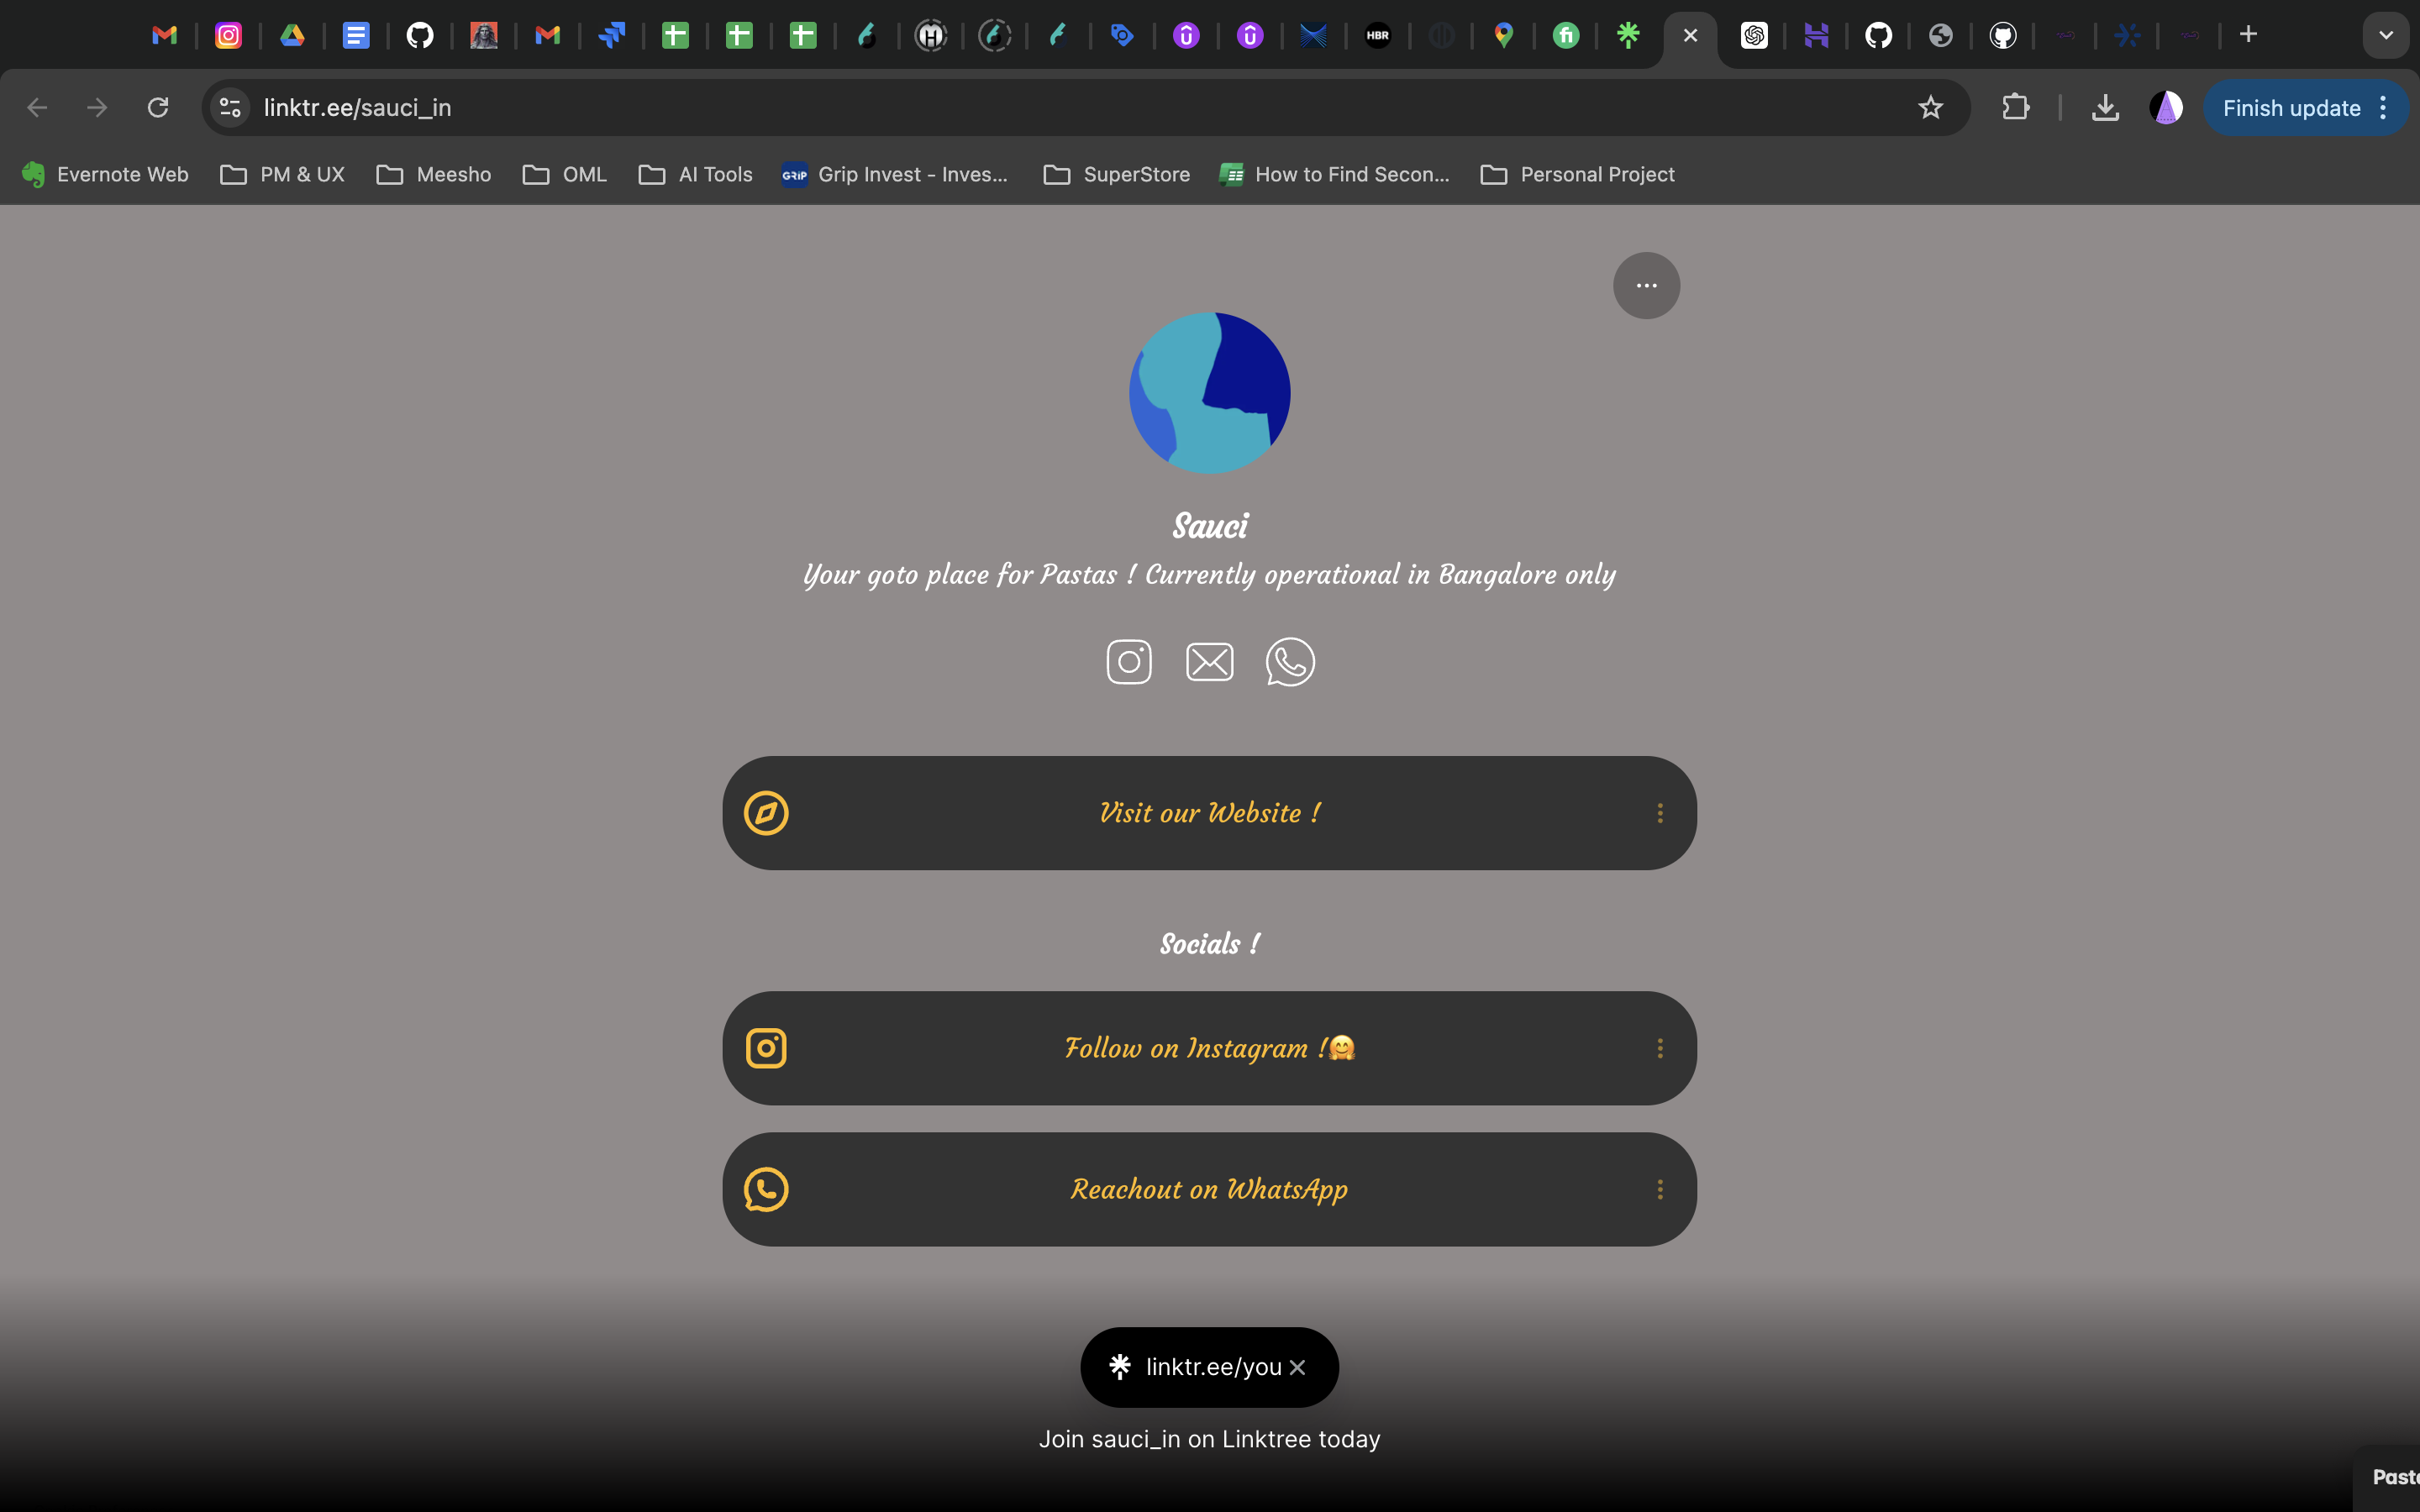 HBR
linktr.ee/sauci_in
Finish update
Evernote Web
PM & UX
Meesho
OML
AI Tools
GRIP
Grip Invest - Inves...
SuperStore
How to Find Secon...
Personal Project
Sauci
Your goto place for Pastas ! Currently operational in Bangalore only
Visit our Website !
Socials !
Follow on Instagram !🤗
Reachout on WhatsApp
linktr.ee/you
Join sauci_in on Linktree today